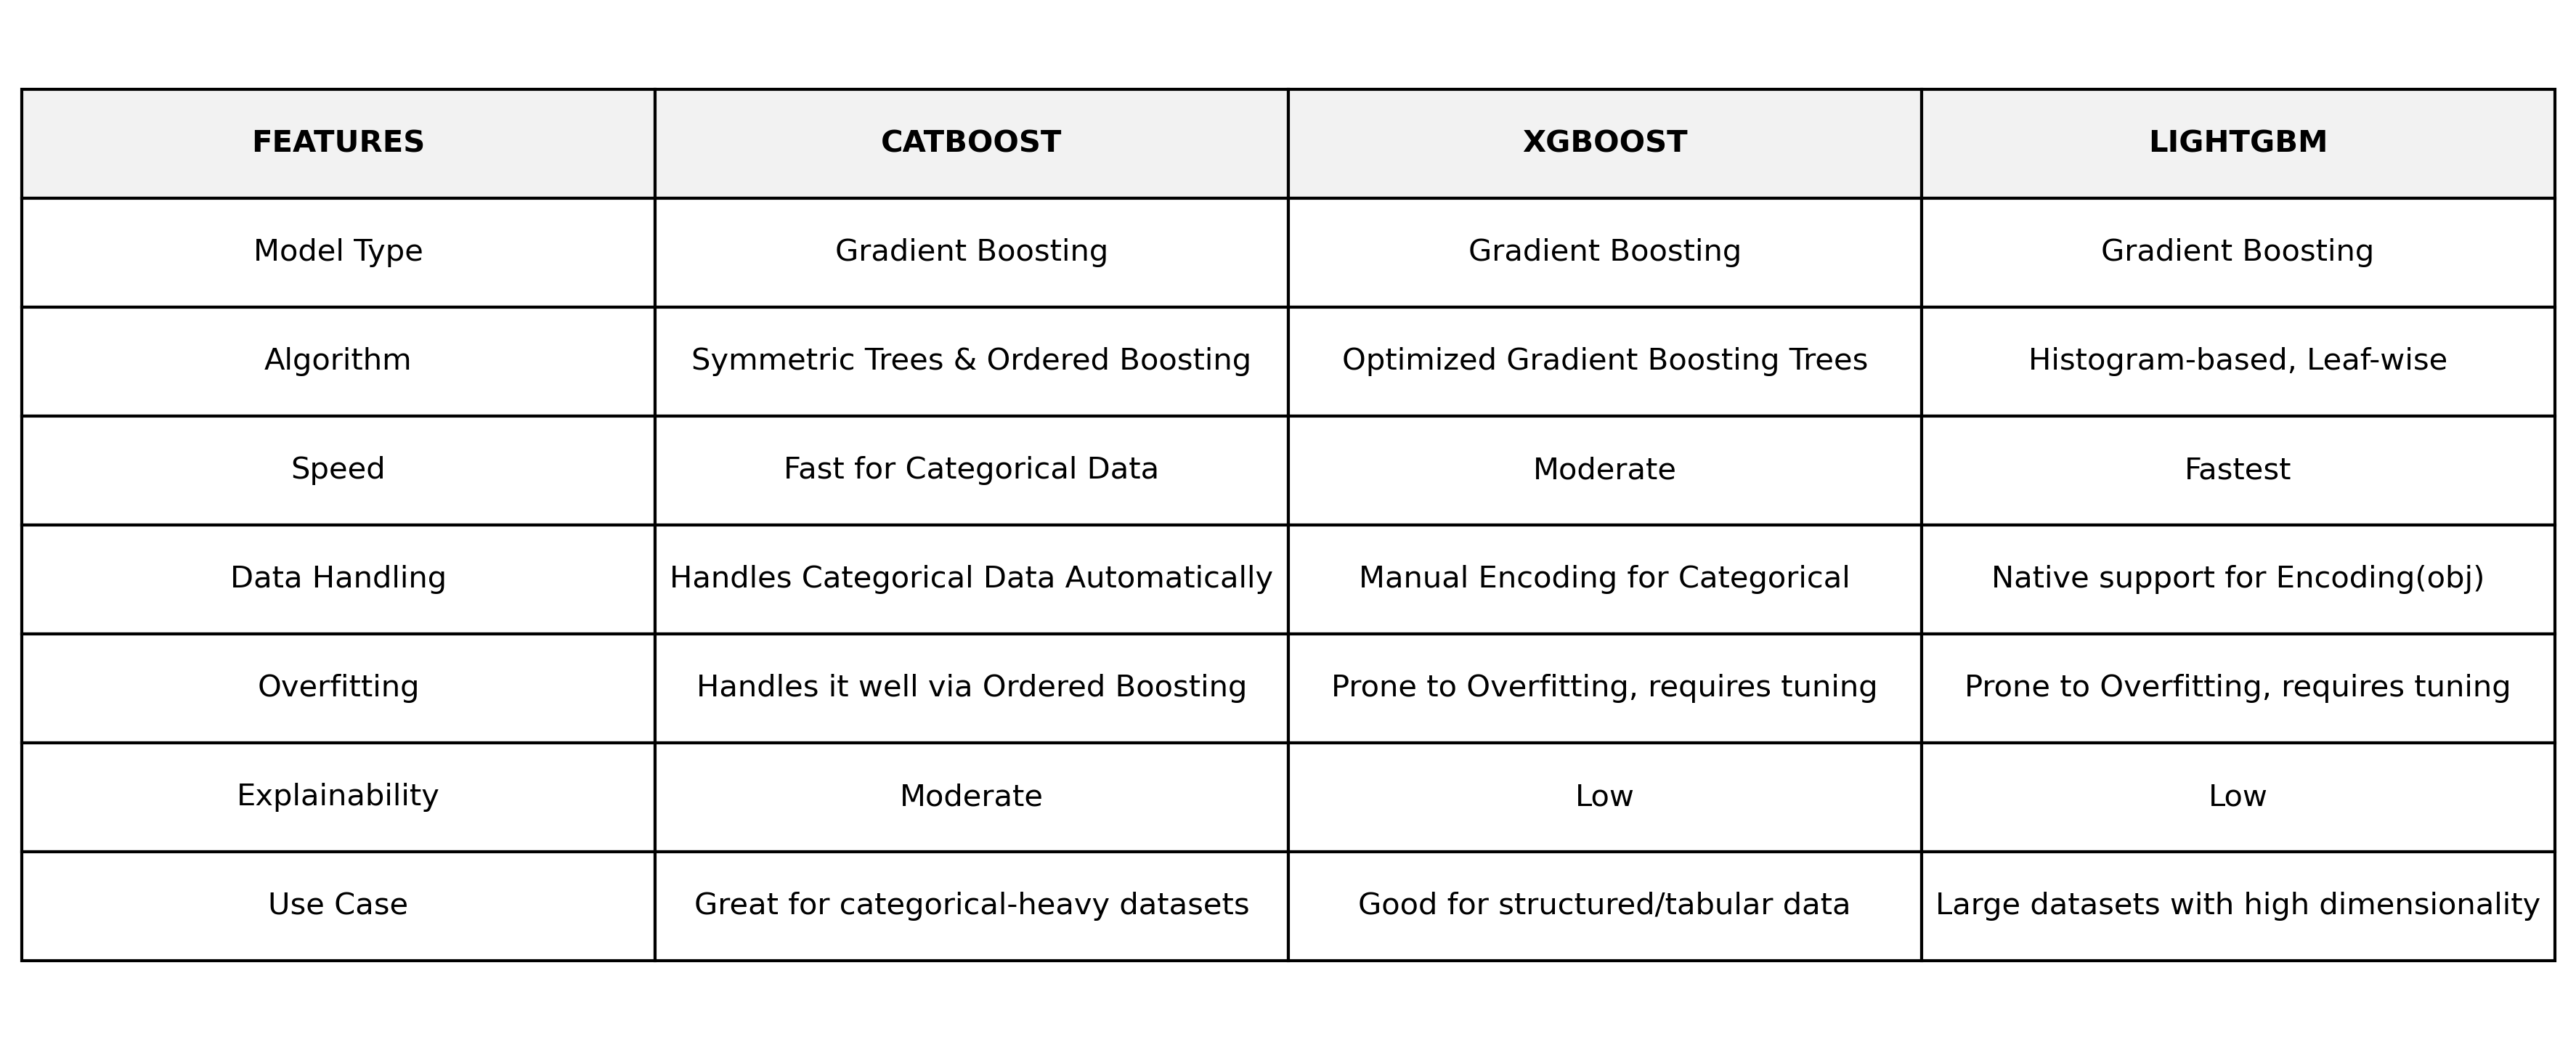 FEATURES CATBOOST XGBOOST LIGHTGBM
Model Type Gradient Boosting Gradient Boosting Gradient Boosting
Algorithm Symmetric Trees & Ordered Boosting Optimized Gradient Boosting Trees Histogram-based, Leaf-wise
Speed Fast for Categorical Data Moderate Fastest
Data Handling Handles Categorical Data Automatically Manual Encoding for Categorical Native support for Encoding(obj)
Overfitting Handles it well via Ordered Boosting Prone to Overfitting, requires tuning Prone to Overfitting, requires tuning
Explainability Moderate Low Low
Use Case Great for categorical-heavy datasets Good for structured/tabular data Large datasets with high dimensionality